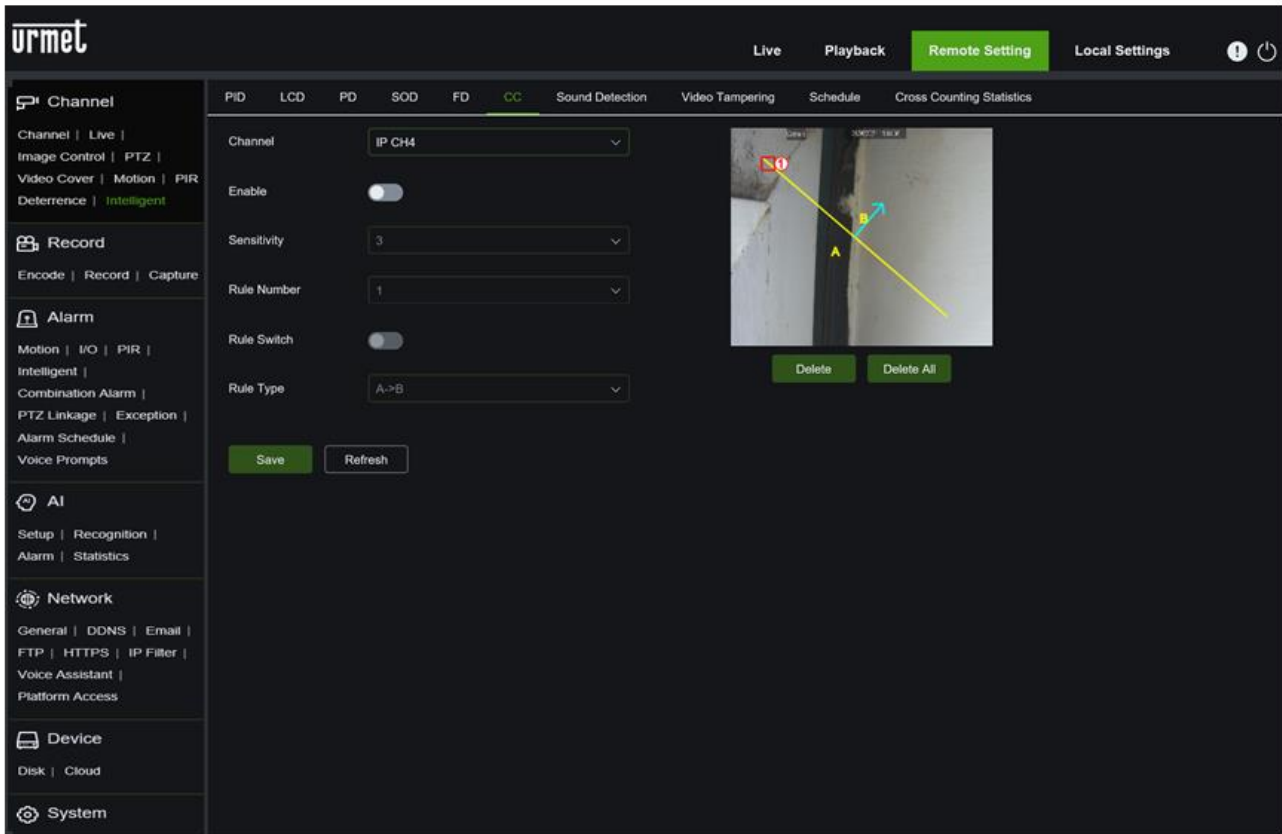 urmet
Live Playback Remote Setting Local Settings
Channel
Channel | Live |
Image Control | PTZ |
Video Cover | Motion | PIR
Deterrence | Intelligent
Record
Encode | Record | Capture
Alarm
Motion | I/O | PIR |
Intelligent |
Combination Alarm |
PTZ Linkage | Exception |
Alarm Schedule |
Voice Prompts
AI
Setup | Recognition |
Alarm | Statistics
Network
General | DDNS | Email |
FTP | HTTPS | IP Filter |
Voice Assistant |
Platform Access
Device
Disk | Cloud
System
PID LCD PD SOD FD CC Sound Detection Video Tampering Schedule Cross Counting Statistics
Channel IP CH4
Enable
Sensitivity 3
Rule Number 1
Rule Switch
Rule Type A->B
Save Refresh
1
B
A
Delete Delete All